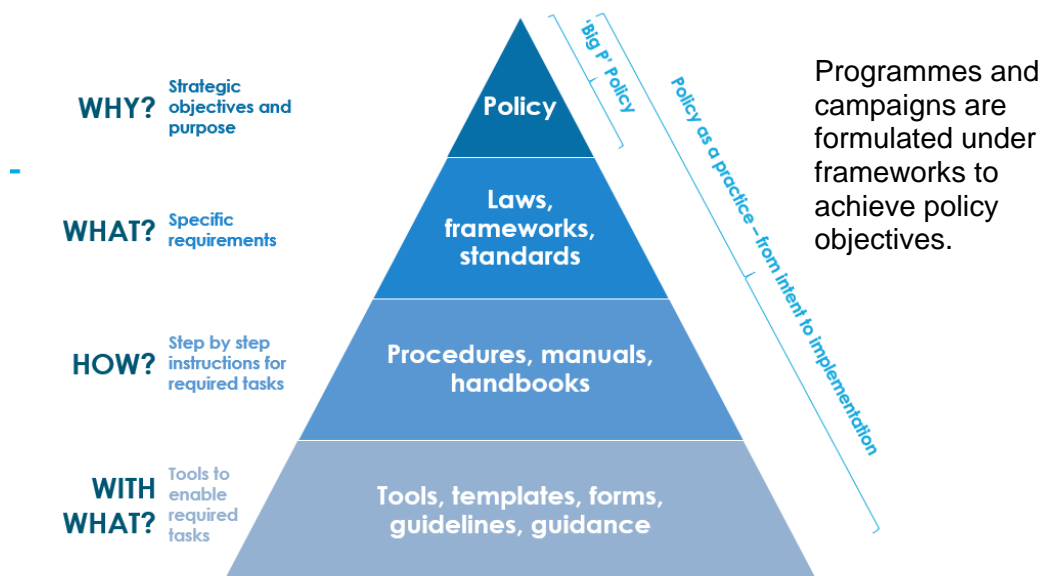 WHY?
Strategic
objectives and
purpose
Policy
'Big P' Policy
Policy as a practice – from intent to implementation
Programmes and
campaigns are
formulated under
frameworks to
achieve policy
objectives.
WHAT?
Specific
requirements
Laws,
frameworks,
standards
HOW?
Step by step
instructions for
required tasks
Procedures, manuals,
handbooks
WITH
WHAT?
Tools to
enable
required
tasks
Tools, templates, forms,
guidelines, guidance